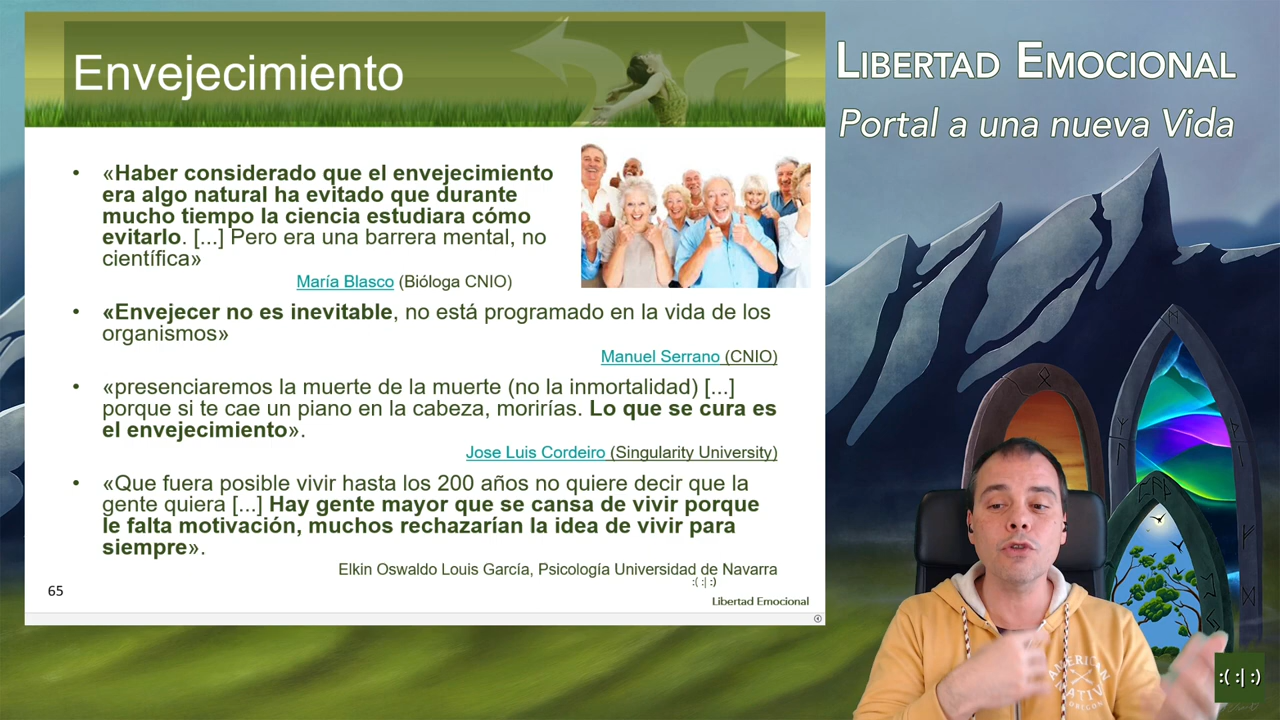 Envejecimiento
• «Haber considerado que el envejecimiento
era algo natural ha evitado que durante
mucho tiempo la ciencia estudiara cómo
evitarlo. [...] Pero era una barrera mental, no
científica»
María Blasco (Bióloga CNIO)
• «Envejecer no es inevitable, no está programado en la vida de los
organismos»
Manuel Serrano (CNIO)
• «presenciaremos la muerte de la muerte (no la inmortalidad) [...]
porque si te cae un piano en la cabeza, morirías. Lo que se cura es
el envejecimiento».
Jose Luis Cordeiro (Singularity University)
• «Que fuera posible vivir hasta los 200 años no quiere decir que la
gente quiera [...] Hay gente mayor que se cansa de vivir porque
le falta motivación, muchos rechazarían la idea de vivir para
siempre».
Elkin Oswaldo Louis García, Psicología Universidad de Navarra
:( :| :)
65
Libertad Emocional
LIBERTAD EMOCIONAL
Portal a una nueva Vida
AMERICAN
NATIVE
OREGON
:( :| :)